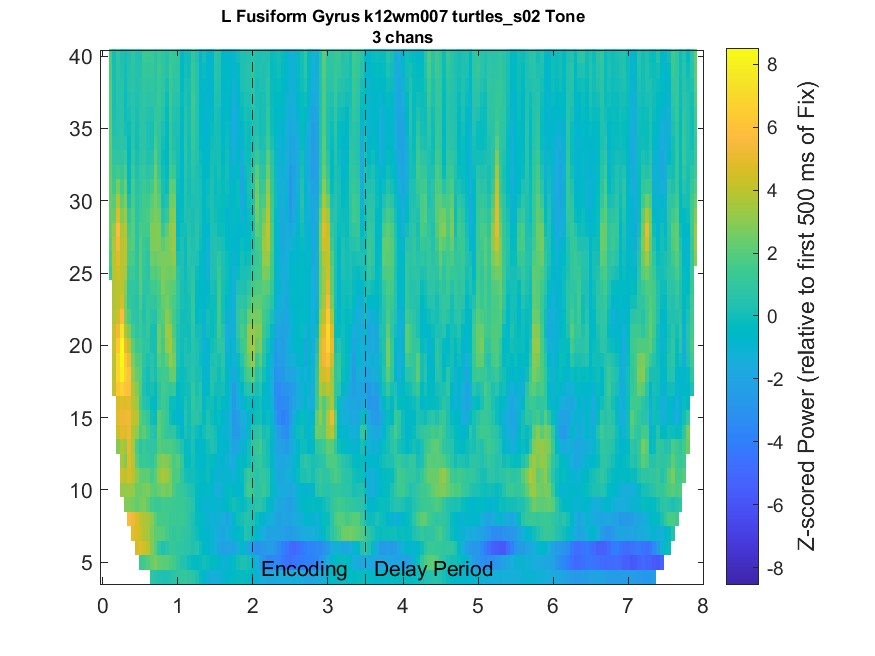 L Fusiform Gyrus k12wm007 turtles_s02 Tone
3 chans
40
35
30
25
20
15
10
5
Encoding
Delay Period
0 1 2 3 4 5 6 7 8
8
6
4
2
0
-2
-4
-6
-8
Z-scored Power (relative to first 500 ms of Fix)